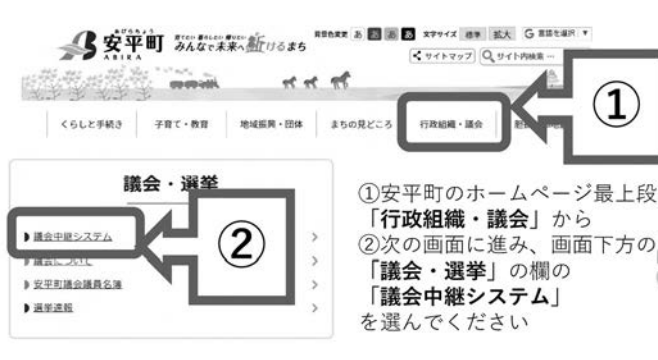 あびらちょう
安平町
ABIRA
育てたい 暮らしたい 帰りたい
みんなで未来へ駈けるまち
背景色変更 あ あ あ あ 文字サイズ 標準 拡大 G 言語を選択 ▼
サイトマップ サイト内検索
くらしと手続き 子育て・教育 地域振興・団体 まちの見どころ 行政組織・議会
①
議会・選挙
議会中継システム
議会について
安平町議会議員名簿
選挙速報
②
①安平町のホームページ最上段
「行政組織・議会」から
②次の画面に進み、画面下方の
「議会・選挙」の欄の
「議会中継システム」
を選んでください